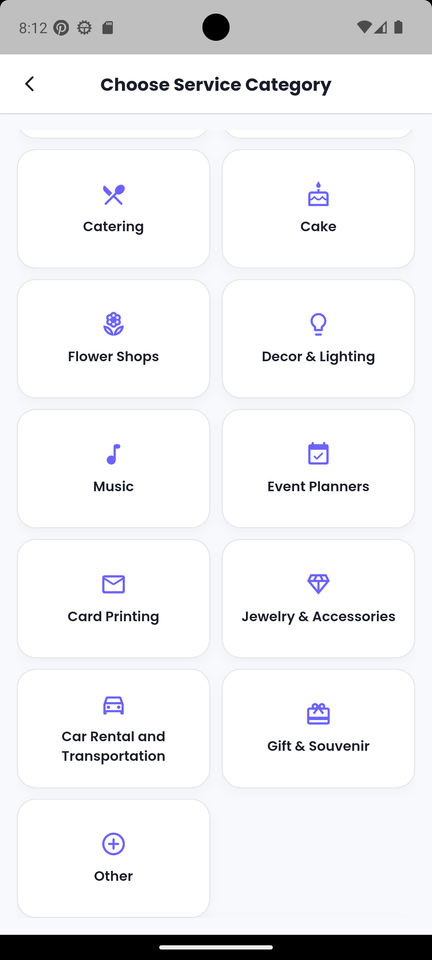 8:12
Choose Service Category
Catering
Cake
Flower Shops
Decor & Lighting
Music
Event Planners
Card Printing
Jewelry & Accessories
Car Rental and
Transportation
Gift & Souvenir
Other